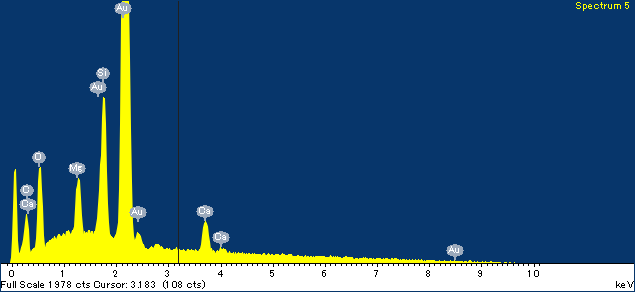 Spectrum 5
Au
Si
Au
O
Mg
C
Ca
Au
Ca
Ca
Au
0 1 2 3 4 5 6 7 8 9 10
Full Scale 1978 cts Cursor: 3.183 (108 cts) keV